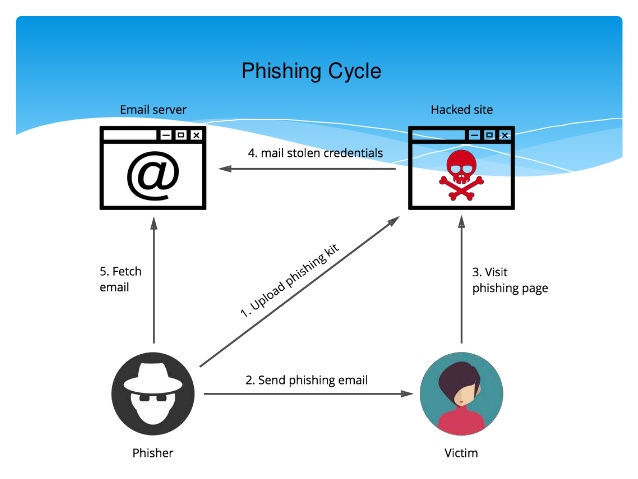 Phishing Cycle
Email server
Hacked site
@
4. mail stolen credentials
1. Upload phishing kit
5. Fetch
email
3. Visit
phishing page
2. Send phishing email
Phisher
Victim